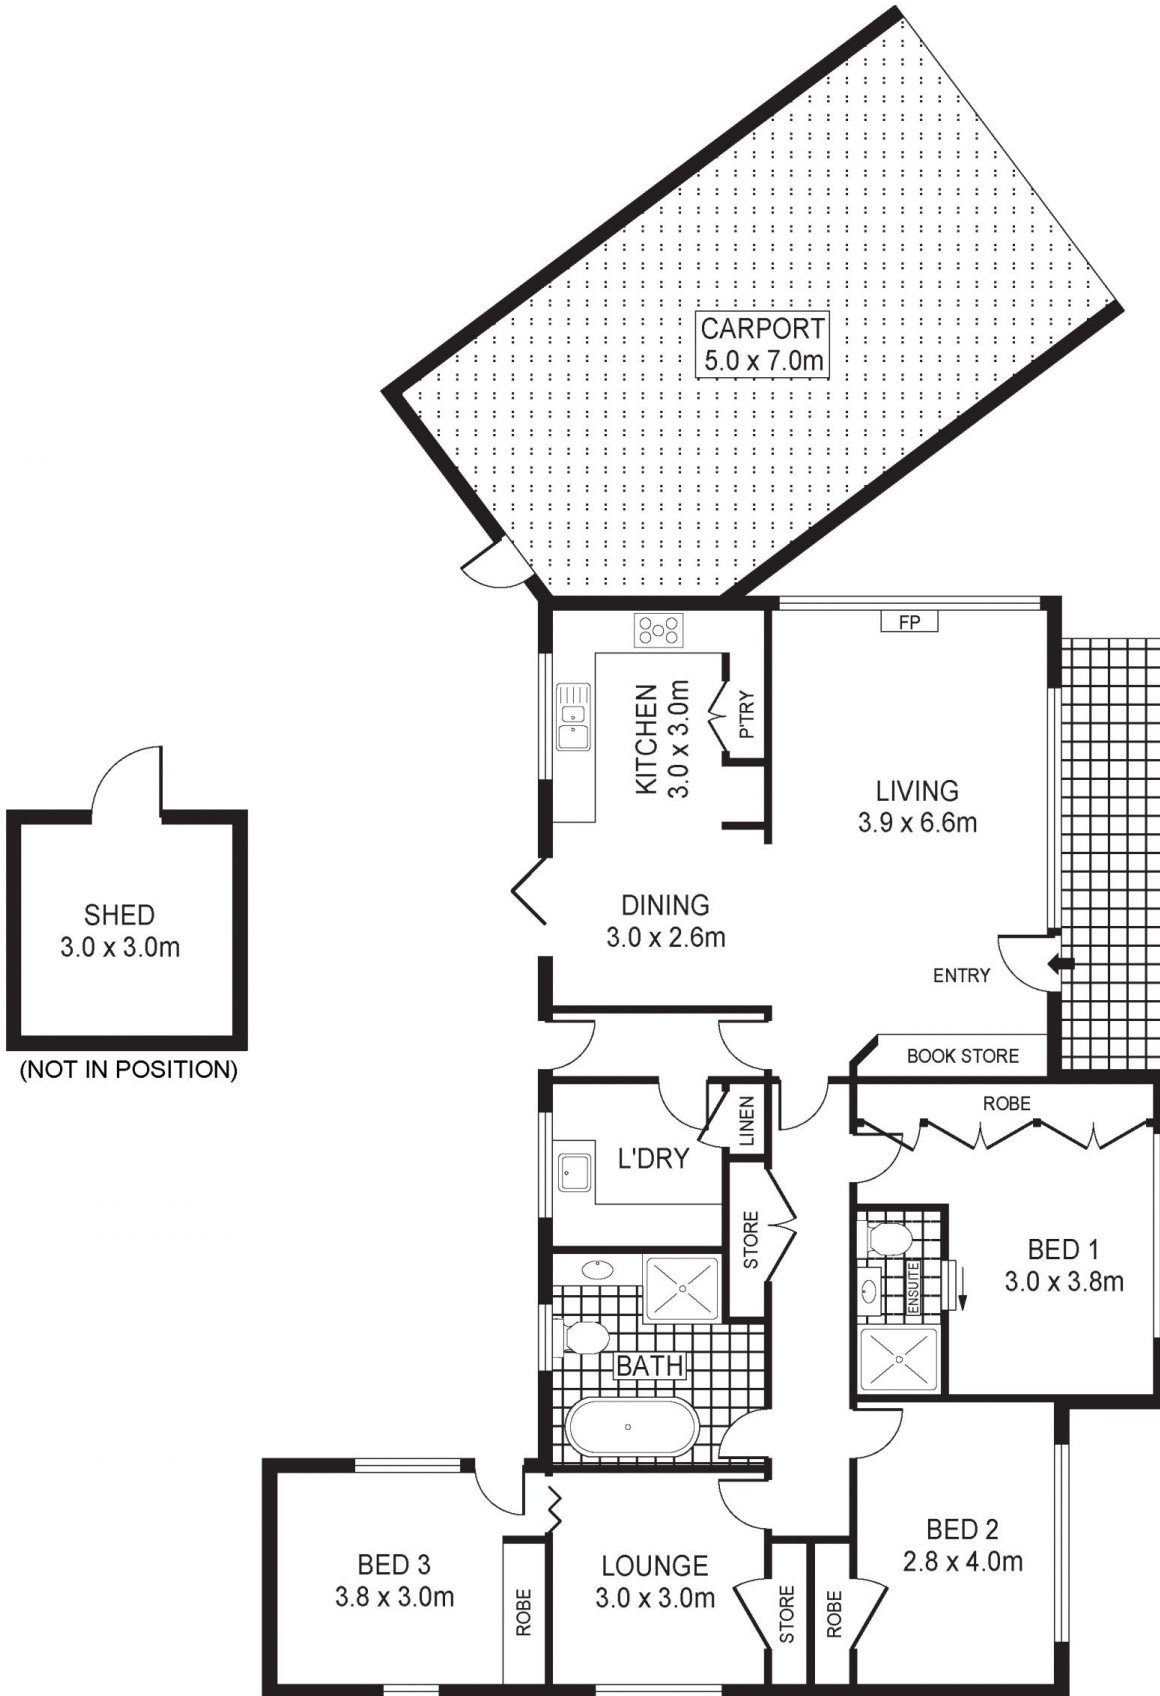 CARPORT
5.0 x 7.0m
FP
KITCHEN
3.0 x 3.0m
P'TRY
LIVING
3.9 x 6.6m
SHED
3.0 x 3.0m
(NOT IN POSITION)
DINING
3.0 x 2.6m
ENTRY
BOOK STORE
ROBE
LINEN
L'DRY
STORE
BED 1
3.0 x 3.8m
ENSUITE
BATH
BED 2
2.8 x 4.0m
BED 3
3.8 x 3.0m
ROBE
LOUNGE
3.0 x 3.0m
STORE
ROBE